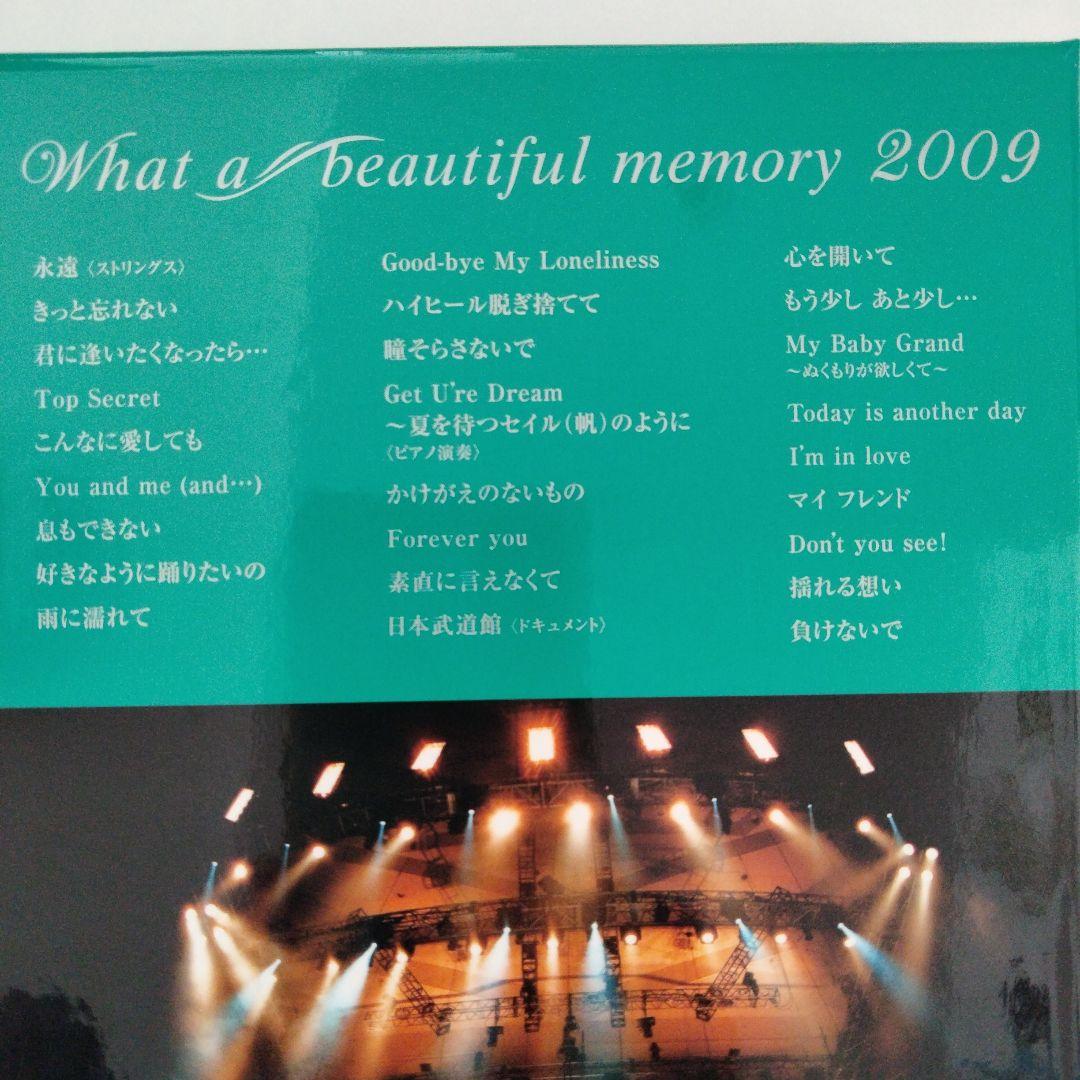 What a beautiful memory 2009
永遠〈ストリングス〉
きっと忘れない
君に逢いたくなったら…
Top Secret
こんなに愛しても
You and me (and…)
息もできない
好きなように踊りたいの
雨に濡れて
Good-bye My Loneliness
ハイヒール脱ぎ捨てて
瞳そらさないで
Get U're Dream
〜夏を待つセイル(帆)のように
〈ピアノ演奏〉
かけがえのないもの
Forever you
素直に言えなくて
日本武道館〈ドキュメント〉
心を開いて
もう少し あと少し…
My Baby Grand
〜ぬくもりが欲しくて〜
Today is another day
I'm in love
マイ フレンド
Don't you see!
揺れる想い
負けないで